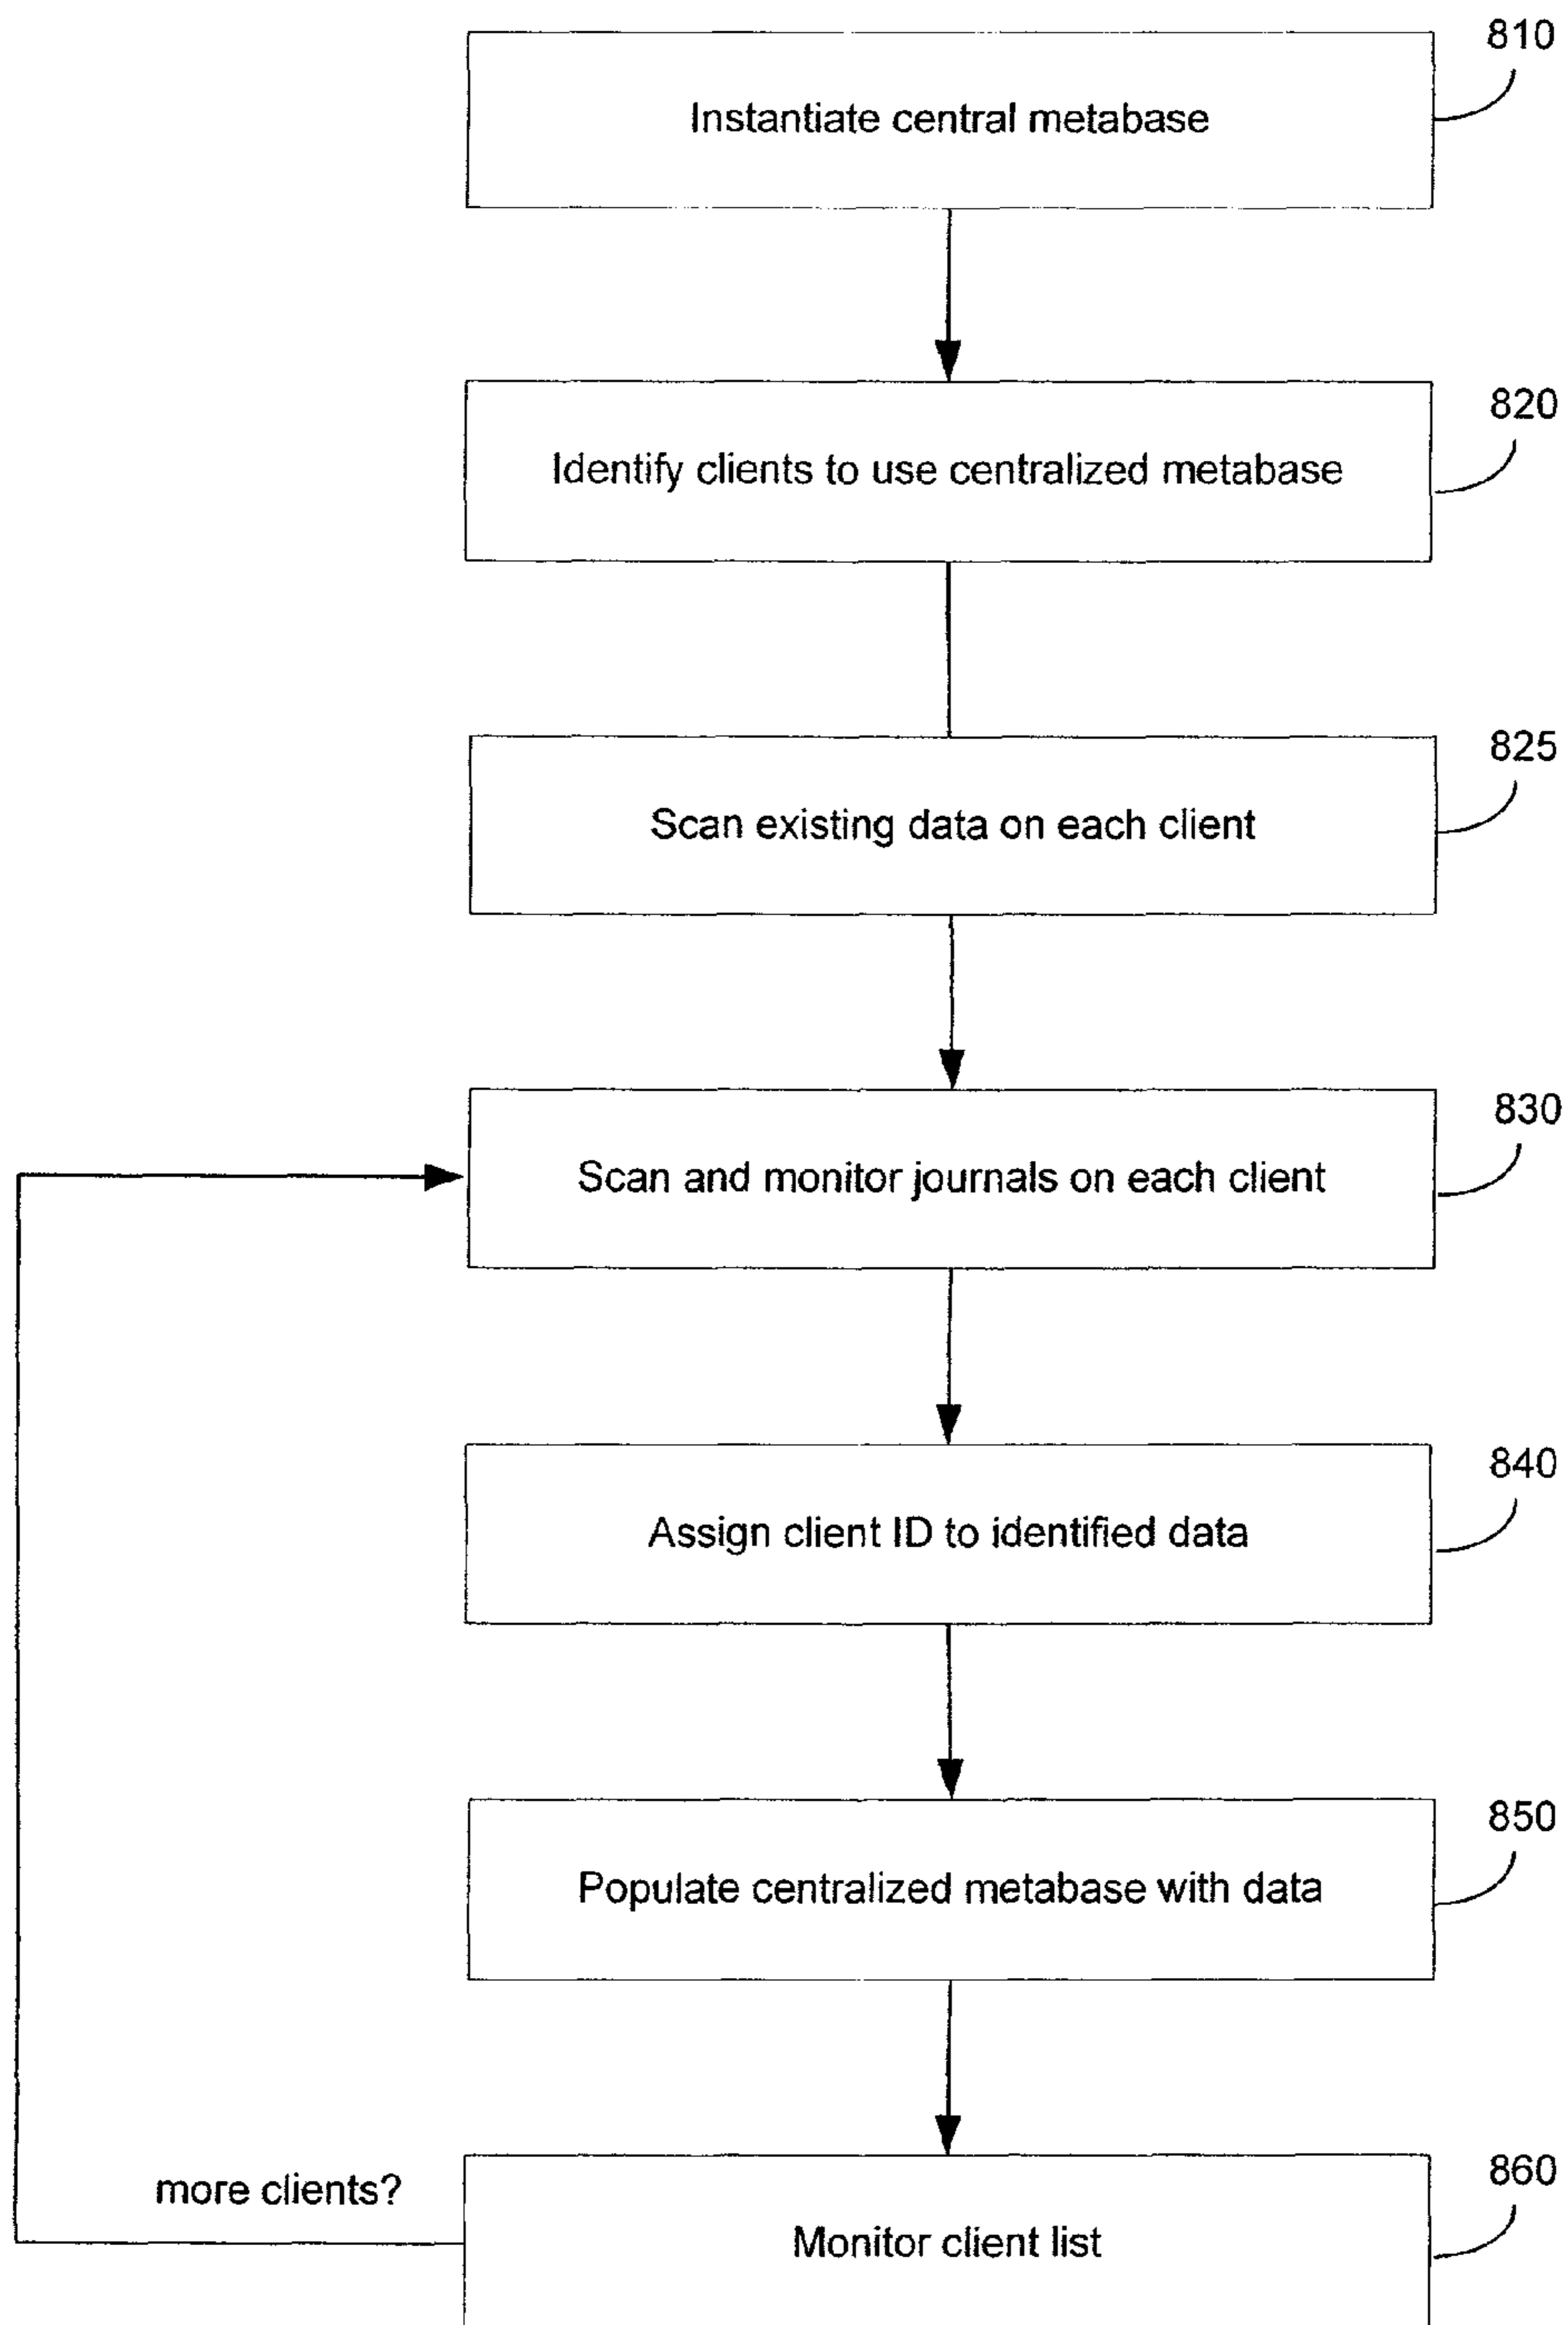 810
Instantiate central metabase
820
Identify clients to use centralized metabase
825
Scan existing data on each client
830
Scan and monitor journals on each client
840
Assign client ID to identified data
850
Populate centralized metabase with data
860
more clients?
Monitor client list